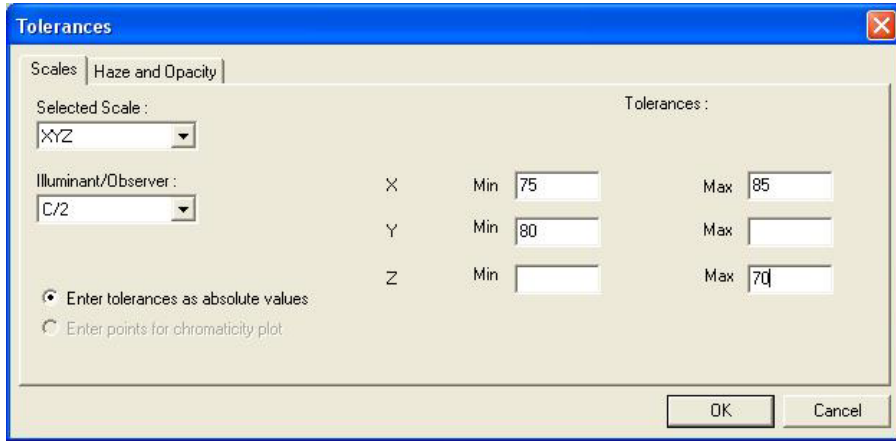 Tolerances
Scales
Haze and Opacity
Selected Scale :
Tolerances :
XYZ
Illuminant/Observer :
C/2
X Min 75 Max 85
Y Min 80 Max
Z Min Max 70
Enter tolerances as absolute values
Enter points for chromaticity plot
OK Cancel